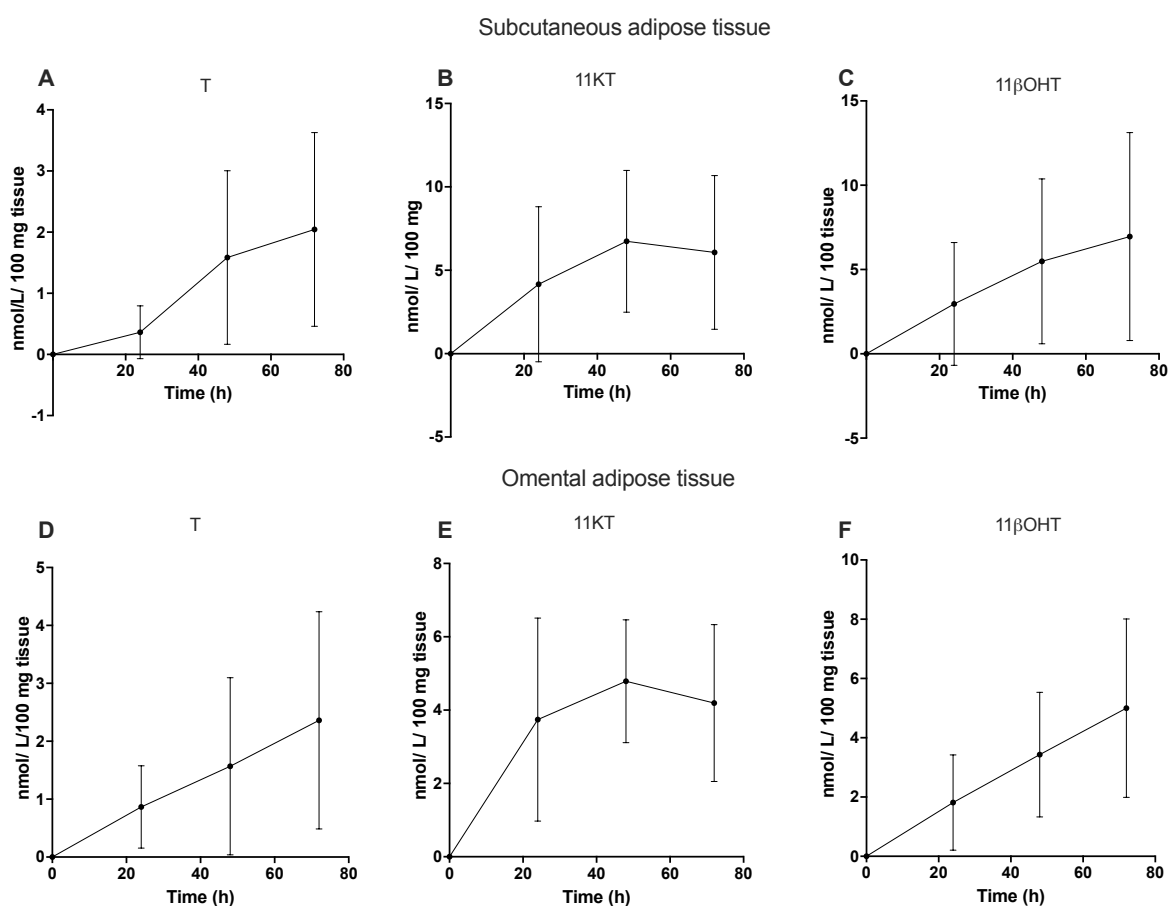 Subcutaneous adipose tissue
A
T
nmol/L/ 100 mg tissue
4
3
2
1
0
-1
20
40
60
80
Time (h)
B
11KT
nmol/ L/ 100 mg
15
10
5
0
-5
20
40
60
80
Time (h)
C
11βOHT
nmol/ L/ 100 tissue
15
10
5
0
-5
20
40
60
80
Time (h)
Omental adipose tissue
D
T
nmol/ L/100 mg tissue
5
4
3
2
1
0
0
20
40
60
80
Time (h)
E
11KT
nmol/ L/ 100 mg tissue
8
6
4
2
0
0
20
40
60
80
Time (h)
F
11βOHT
nmol/ L/ 100 mg tissue
10
8
6
4
2
0
0
20
40
60
80
Time (h)